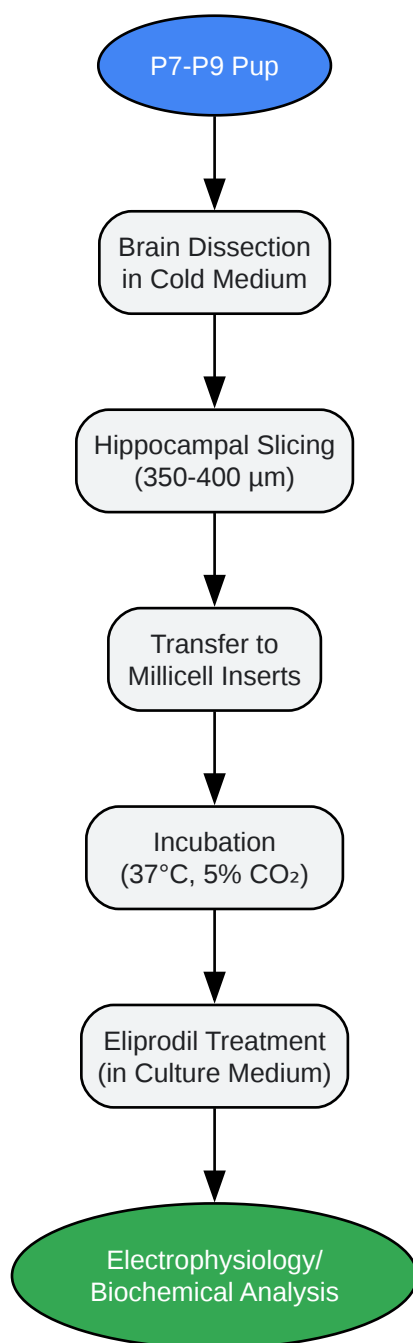 P7-P9 Pup
Brain Dissection
in Cold Medium
Hippocampal Slicing
(350-400 µm)
Transfer to
Millicell Inserts
Incubation
(37°C, 5% CO₂)
Eliprodil Treatment
(in Culture Medium)
Electrophysiology/
Biochemical Analysis